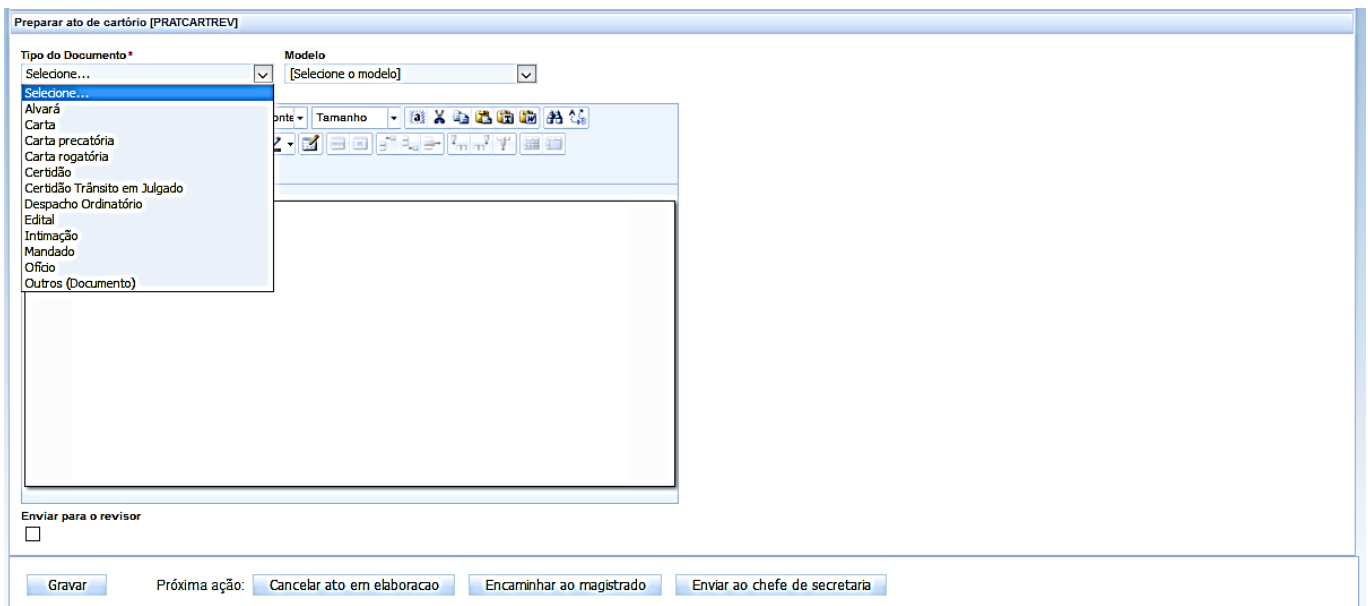 Preparar ato de cartório [PRATCARTREV]
Tipo do Documento* Modelo
Selecione... [Selecione o modelo]
Selecione...
Alvará
Carta
Carta precatória
Carta rogatória
Certidão
Certidão Trânsito em Julgado
Despacho Ordinatório
Edital
Intimação
Mandado
Ofício
Outros (Documento)
Tamanho
Enviar para o revisor
Gravar Próxima ação: Cancelar ato em elaboracao Encaminhar ao magistrado Enviar ao chefe de secretaria